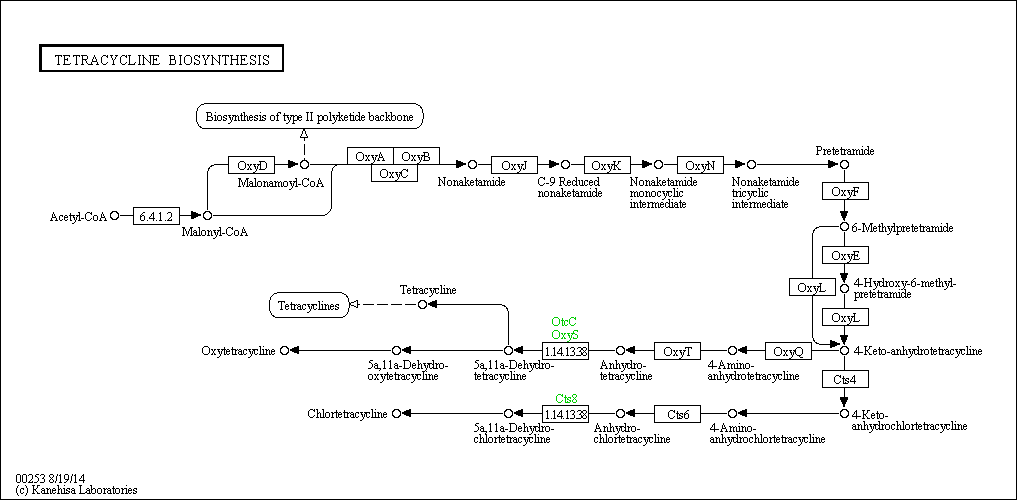 TETRACYCLINE BIOSYNTHESIS
Biosynthesis of type II polyketide backbone
OxyD
Malonamoyl-CoA
OxyA
OxyB
OxyC
Nonaketamide
OxyJ
C-9 Reduced
nonaketamide
OxyK
Nonaketamide
monocyclic
intermediate
OxyN
Nonaketamide
tricyclic
intermediate
Pretetramide
OxyF
Acetyl-CoA
6.4.1.2
Malonyl-CoA
6-Methylpretetramide
OxyE
OxyL
4-Hydroxy-6-methyl-
pretetramide
OxyL
Tetracyclines
Tetracycline
OtcC
OxyS
Oxytetracycline
5a,11a-Dehydro-
oxytetracycline
5a,11a-Dehydro-
tetracycline
1.14.13.38
Anhydro-
tetracycline
OxyT
4-Amino-
anhydrotetracycline
OxyQ
4-Keto-anhydrotetracycline
Cts4
Cts8
Chlortetracycline
5a,11a-Dehydro-
chlortetracycline
1.14.13.38
Anhydro-
chlortetracycline
Cts6
4-Amino-
anhydrochlortetracycline
4-Keto-
anhydrochlortetracycline
00253 8/19/14
(c) Kanehisa Laboratories